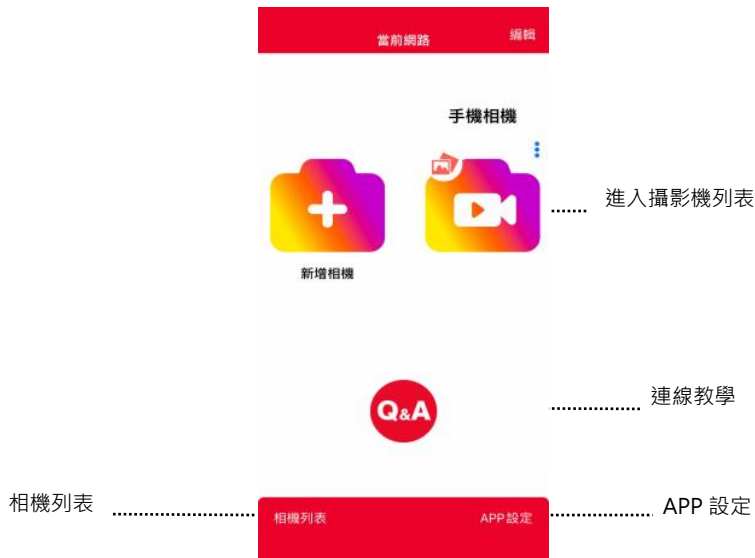 當前網路
編輯
手機相機
進入攝影機列表
新增相機
Q&A
連線教學
相機列表
相機列表
APP設定
APP 設定